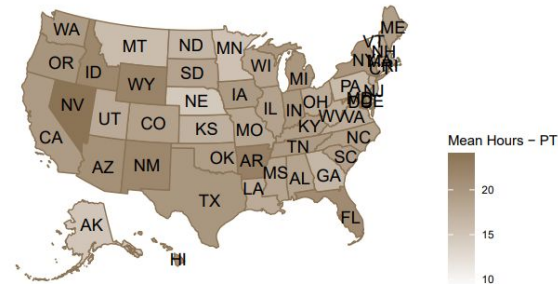 WA
OR
CA
NV
ID
MT
WY
UT
AZ
CO
NM
ND
SD
NE
KS
OK
TX
MN
IA
MO
AR
LA
WI
IL
MS
MI
IN
OH
KY
TN
AL
GA
FL
SC
NC
WV
VA
PA
NJ
NY
VT
NH
ME
RI
AK
HI
Mean Hours − PT
20
15
10